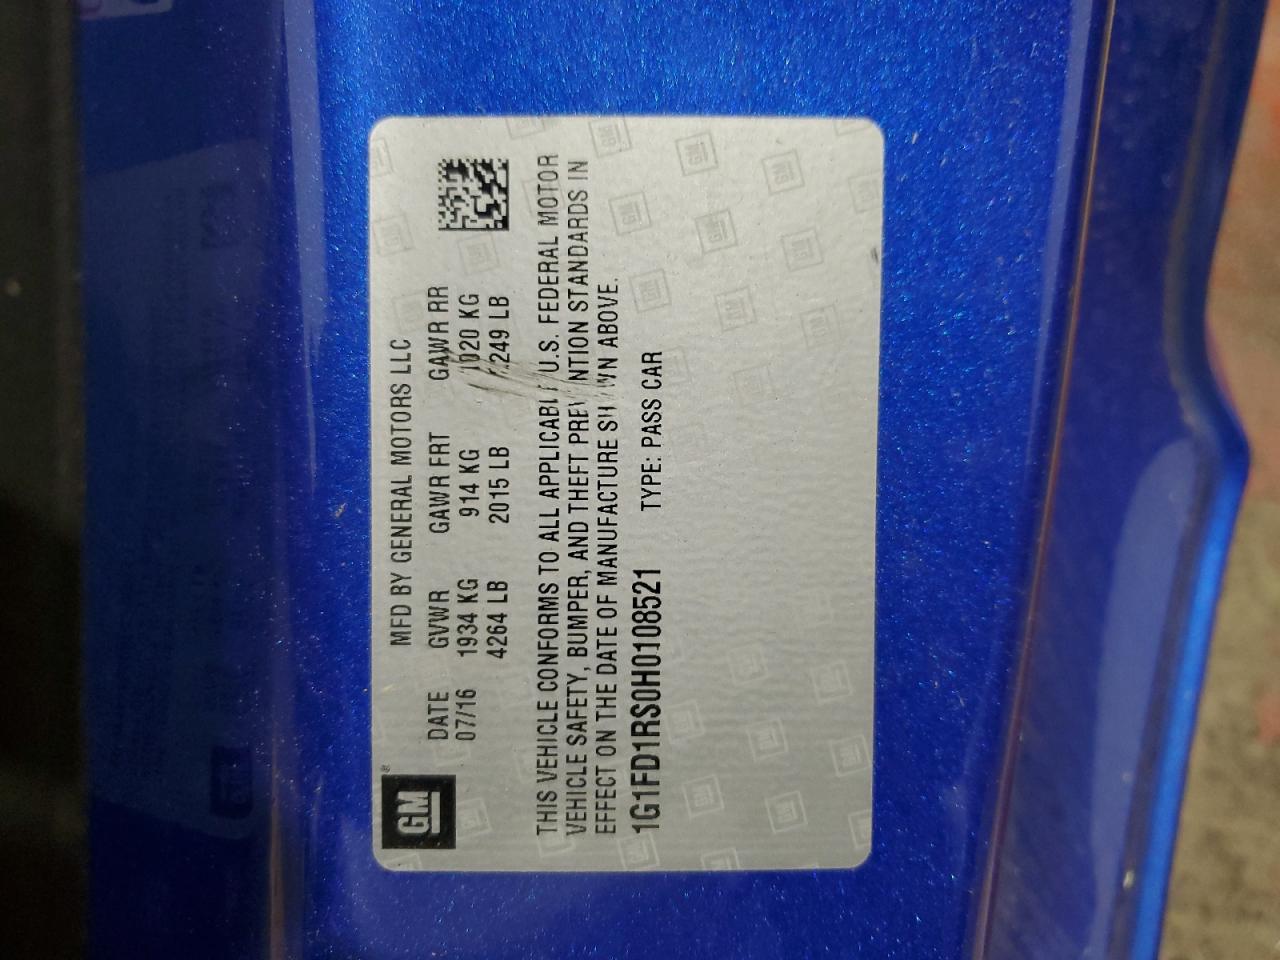 GM ®
MFD BY GENERAL MOTORS LLC
DATE GVWR GAWR FRT GAWR RR
07/16 1934 KG 914 KG 1020 KG
4264 LB 2015 LB 2249 LB
THIS VEHICLE CONFORMS TO ALL APPLICABLE U.S. FEDERAL MOTOR
VEHICLE SAFETY, BUMPER, AND THEFT PREVENTION STANDARDS IN
EFFECT ON THE DATE OF MANUFACTURE SHOWN ABOVE.
1G1FD1RS0H0108521 TYPE: PASS CAR